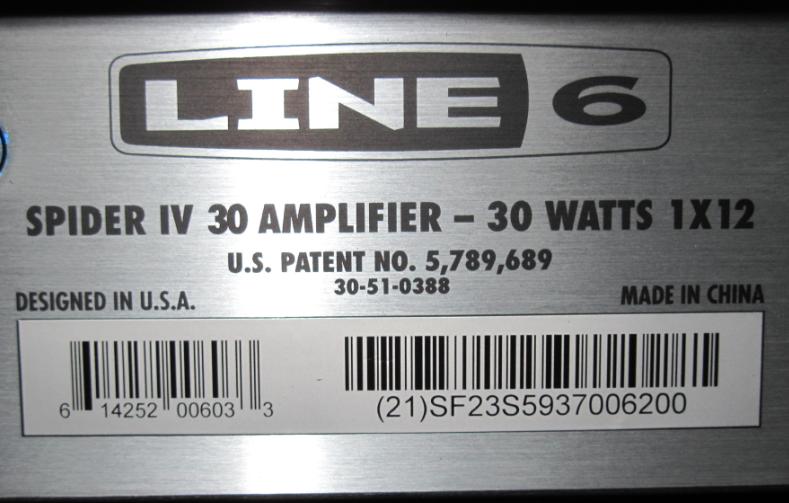 LINE 6
SPIDER IV 30 AMPLIFIER – 30 WATTS 1X12
U.S. PATENT NO. 5,789,689
30-51-0388
DESIGNED IN U.S.A.
MADE IN CHINA
6 14252 00603 3
(21)SF23S5937006200